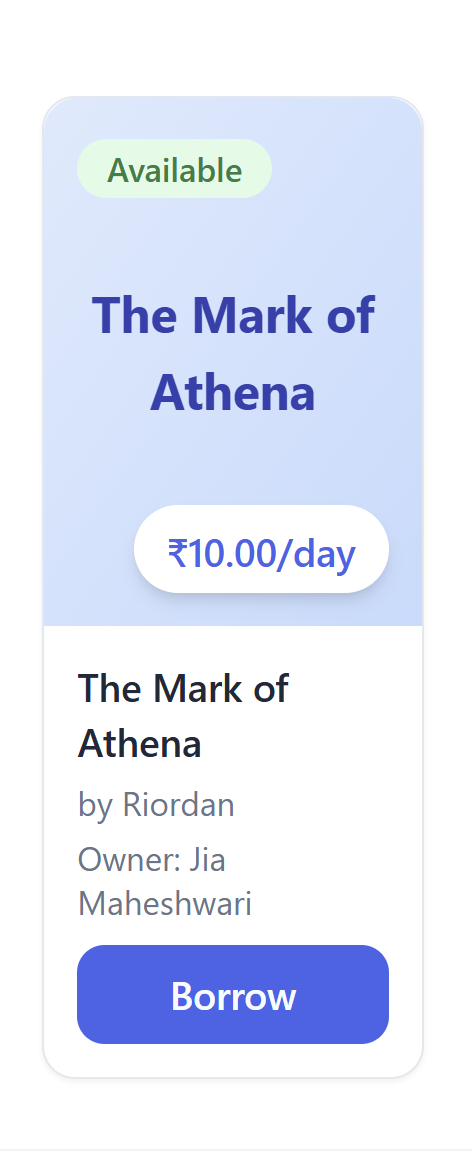 Available
The Mark of
Athena
₹10.00/day
The Mark of
Athena
by Riordan
Owner: Jia
Maheshwari
Borrow